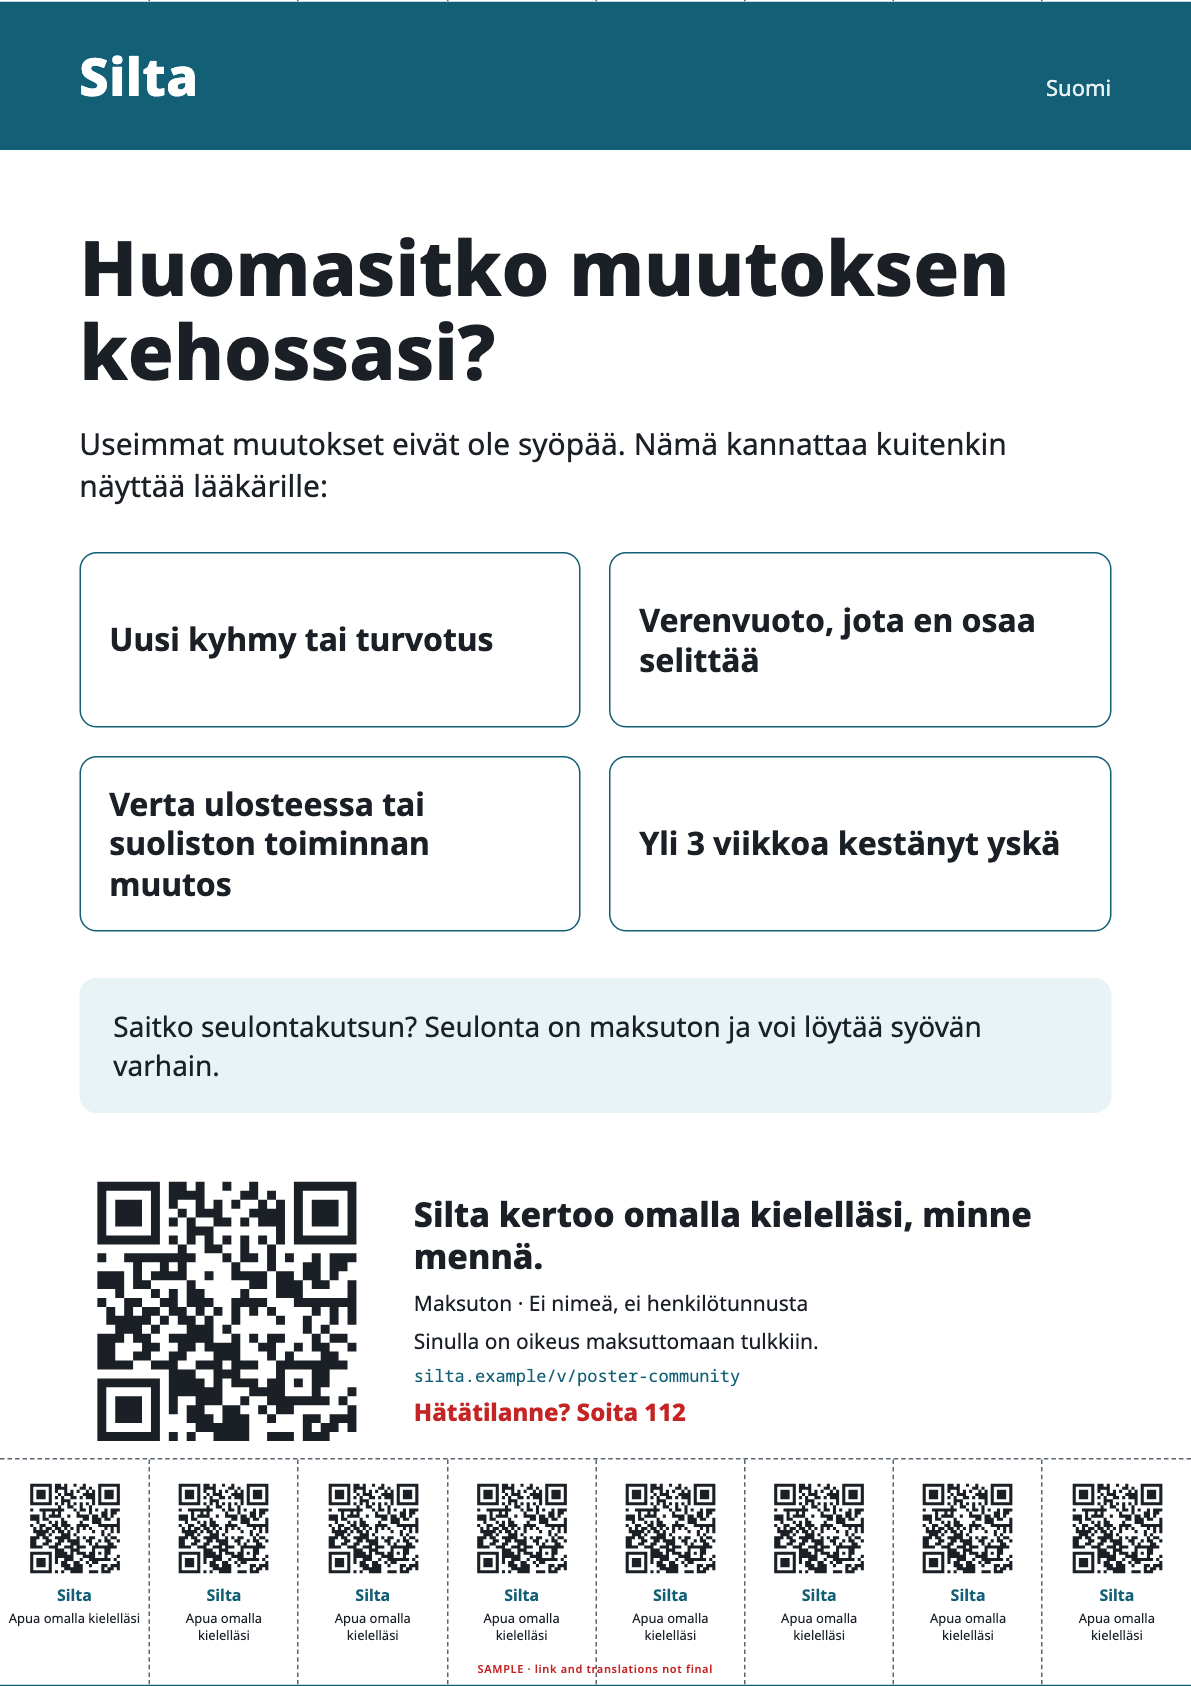 Silta
Suomi
Huomasitko muutoksen
kehossasi?
Useimmat muutokset eivät ole syöpää. Nämä kannattaa kuitenkin
näyttää lääkärille:
Uusi kyhmy tai turvotus
Verenvuoto, jota en osaa
selittää
Verta ulosteessa tai
suoliston toiminnan
muutos
Yli 3 viikkoa kestänyt yskä
Saitko seulontakutsun? Seulonta on maksuton ja voi löytää syövän
varhain.
Silta kertoo omalla kielelläsi, minne
mennä.
Maksuton · Ei nimeä, ei henkilötunnusta
Sinulla on oikeus maksuttomaan tulkkiin.
silta.example/v/poster-community
Hätätilanne? Soita 112
Silta
Apua omalla kielelläsi
Silta
Apua omalla
kielelläsi
Silta
Apua omalla
kielelläsi
Silta
Apua omalla
kielelläsi
Silta
Apua omalla
kielelläsi
Silta
Apua omalla
kielelläsi
Silta
Apua omalla
kielelläsi
Silta
Apua omalla
kielelläsi
SAMPLE · link and translations not final